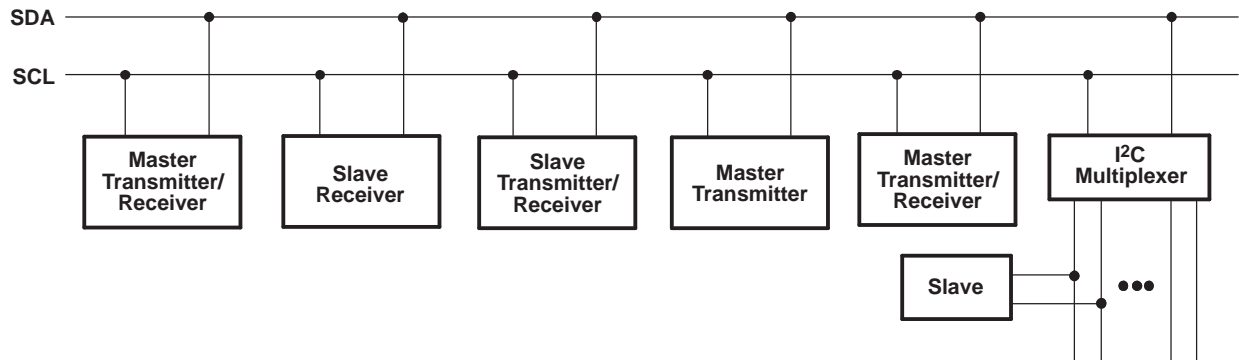 SDA
SCL
Master
Transmitter/
Receiver
Slave
Receiver
Slave
Transmitter/
Receiver
Master
Transmitter
Master
Transmitter/
Receiver
I²C
Multiplexer
Slave